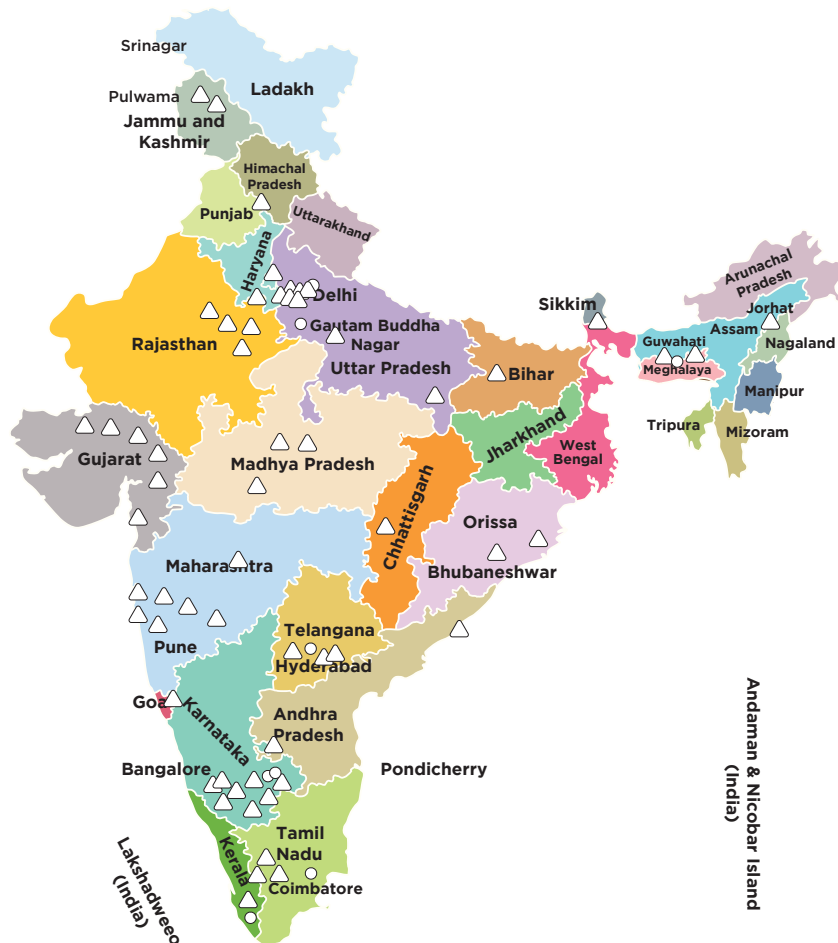 Srinagar
Ladakh
Pulwama
Jammu and
Kashmir
Himachal
Pradesh
Punjab
Uttarakhand
Haryana
Delhi
Gautam Buddha
Nagar
Rajasthan
Uttar Pradesh
Sikkim
Arunachal
Pradesh
Jorhat
Assam
Guwahati
Nagaland
Meghalaya
Manipur
Tripura
Mizoram
Bihar
Jharkhand
West
Bengal
Gujarat
Madhya Pradesh
Chhattisgarh
Orissa
Bhubaneshwar
Maharashtra
Pune
Telangana
Hyderabad
Goa
Karnataka
Andhra
Pradesh
Bangalore
Pondicherry
Tamil
Nadu
Kerala
Coimbatore
Lakshadweeo
(India)
Andaman & Nicobar Island
(India)